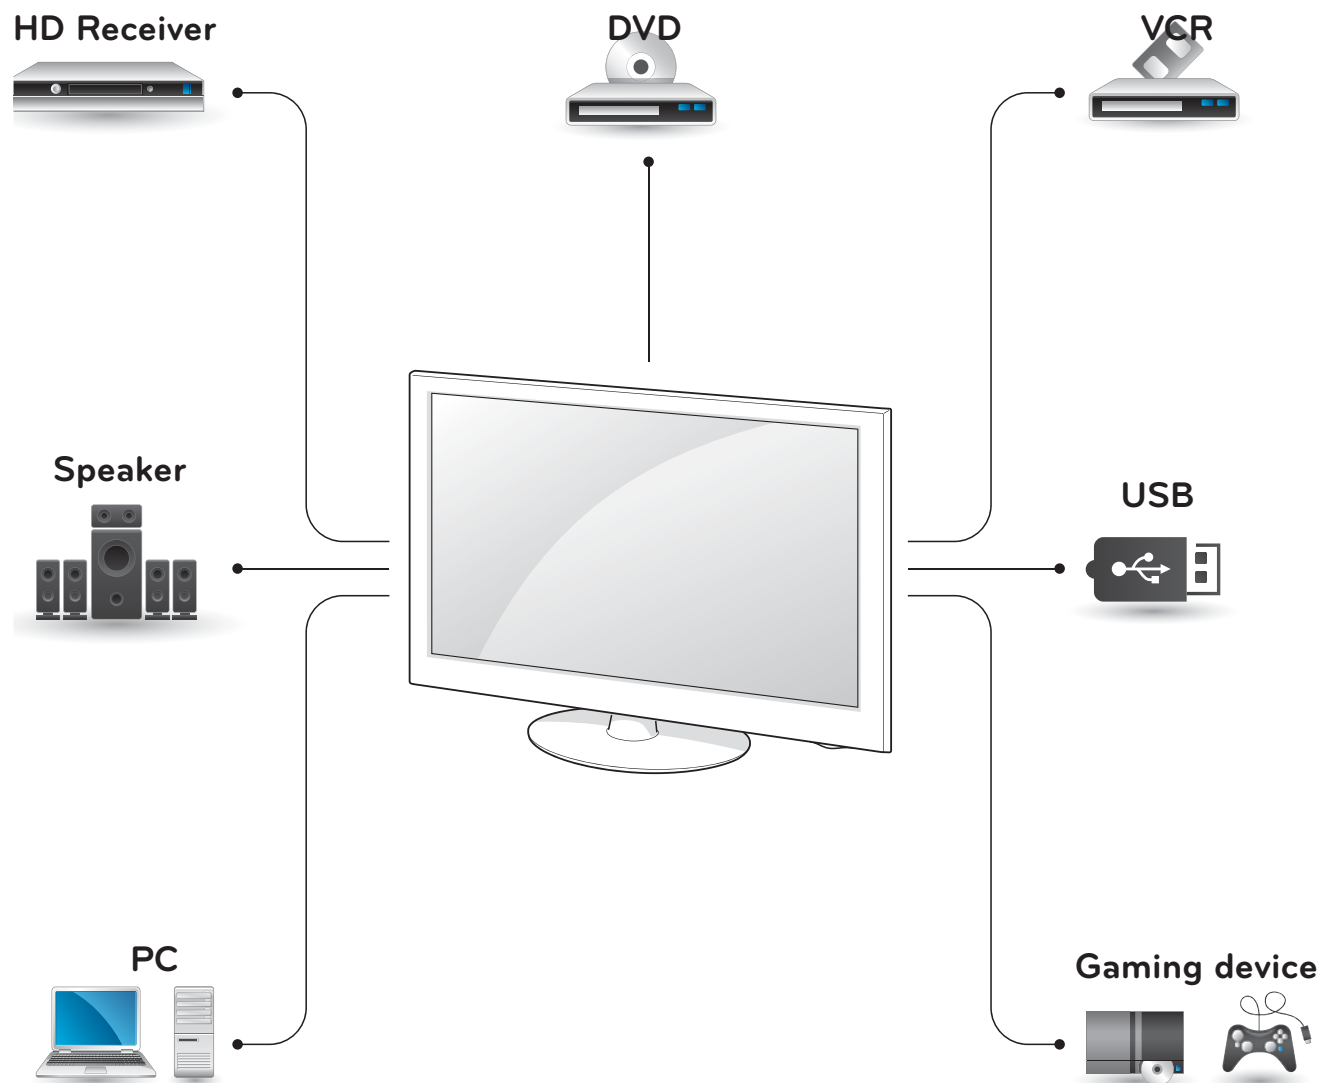 HD Receiver
DVD
VCR
Speaker
USB
PC
Gaming device